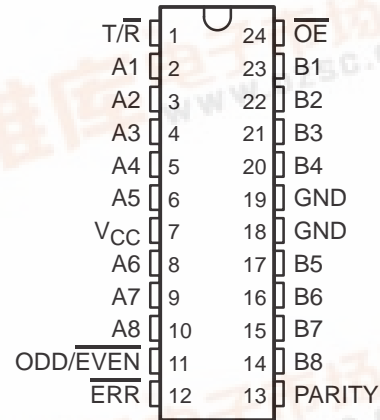 T/R 1 24 OE
A1 2 23 B1
A2 3 22 B2
A3 4 21 B3
A4 5 20 B4
A5 6 19 GND
VCC 7 18 GND
A6 8 17 B5
A7 9 16 B6
A8 10 15 B7
ODD/EVEN 11 14 B8
ERR 12 13 PARITY